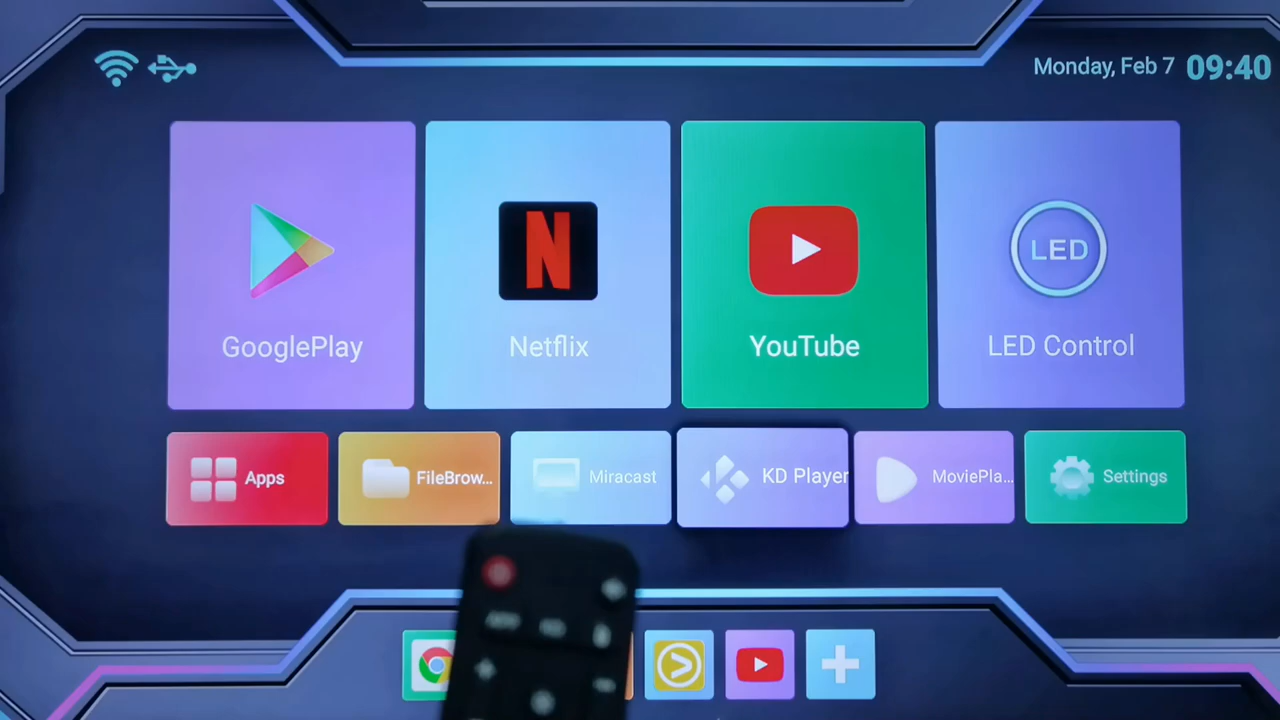 Monday, Feb 7 09:40
GooglePlay
Netflix
YouTube
LED
LED Control
Apps
FileBrow...
Miracast
KD Player
MoviePla...
Settings